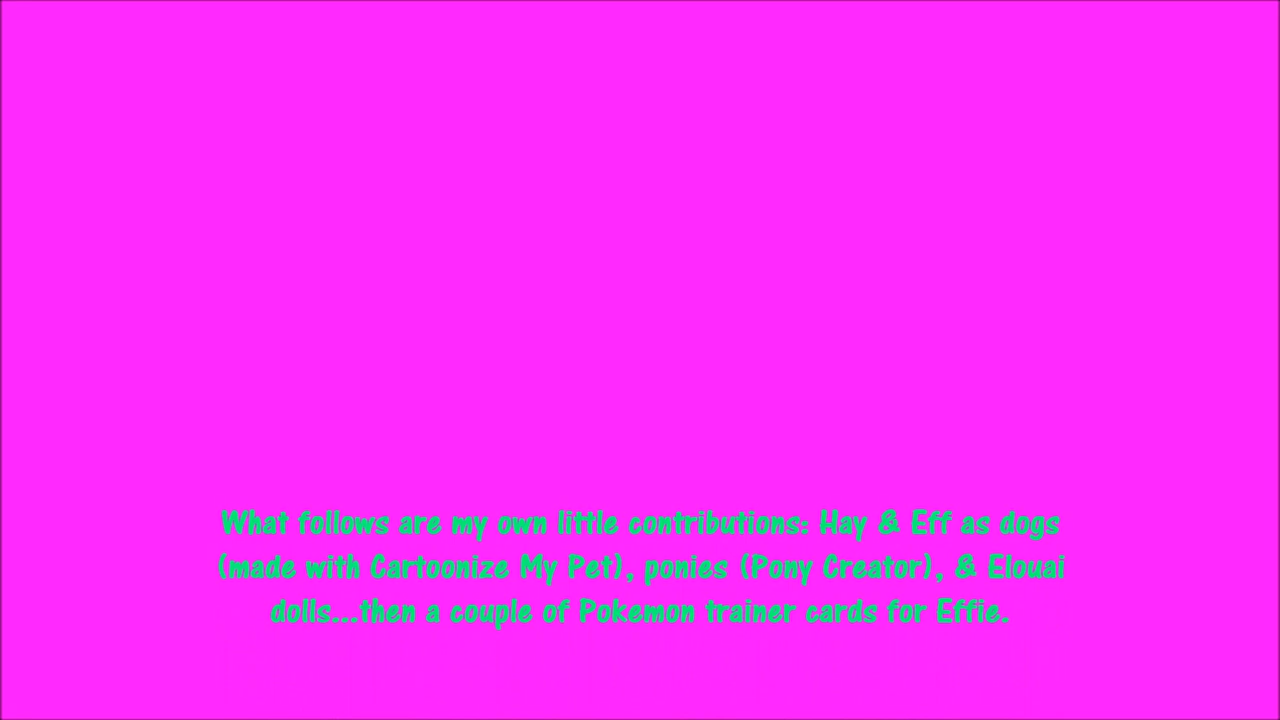 What follows are my own little contributions: Hay & Eff as dogs
(made with Cartoonize My Pet), ponies (Pony Creator), & Elouai
dolls...then a couple of Pokemon trainer cards for Effie.